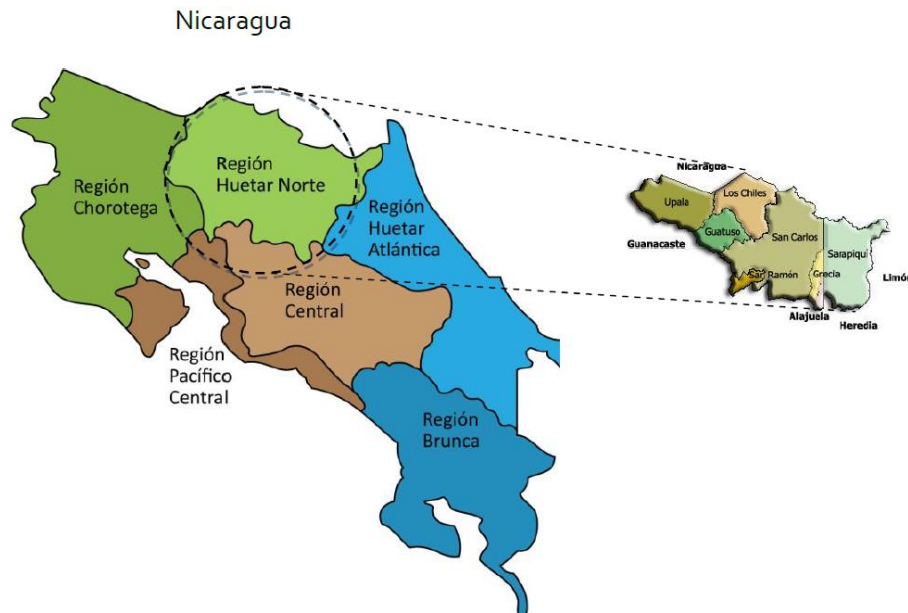 Nicaragua
Región
Huetar Norte
Región
Chorotega
Región
Huetar
Atlántica
Región
Central
Región
Pacífico
Central
Región
Brunca
Nicaragua
Los Chiles
Upala
Guatuso
San Carlos
Sarapiquí
Guanacaste
San Ramón
Grecia
Limón
Alajuela
Heredia